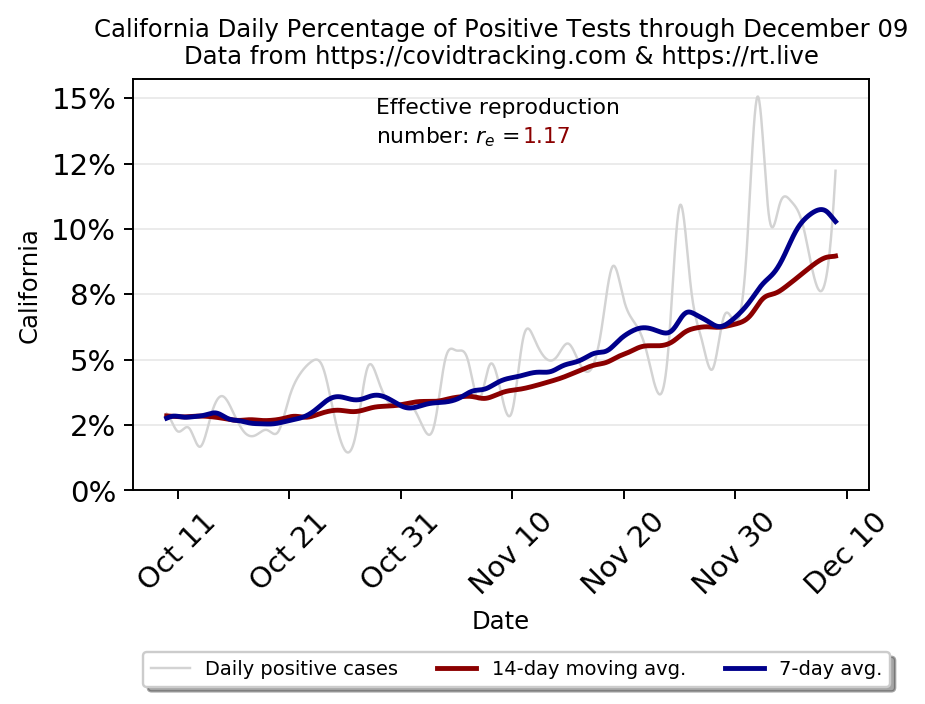 California Daily Percentage of Positive Tests through December 09
Data from https://covidtracking.com & https://rt.live
Effective reproduction
number: rₑ =1.17
15%
12%
10%
8%
5%
2%
0%
California
Oct 11
Oct 21
Oct 31
Nov 10
Nov 20
Nov 30
Dec 10
Date
Daily positive cases
14-day moving avg.
7-day avg.